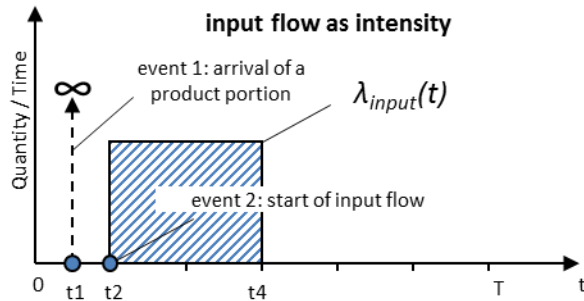 input flow as intensity
Quantity / Time
event 1: arrival of a
product portion
∞
λinput(t)
event 2: start of input flow
0
t1
t2
t4
T
t